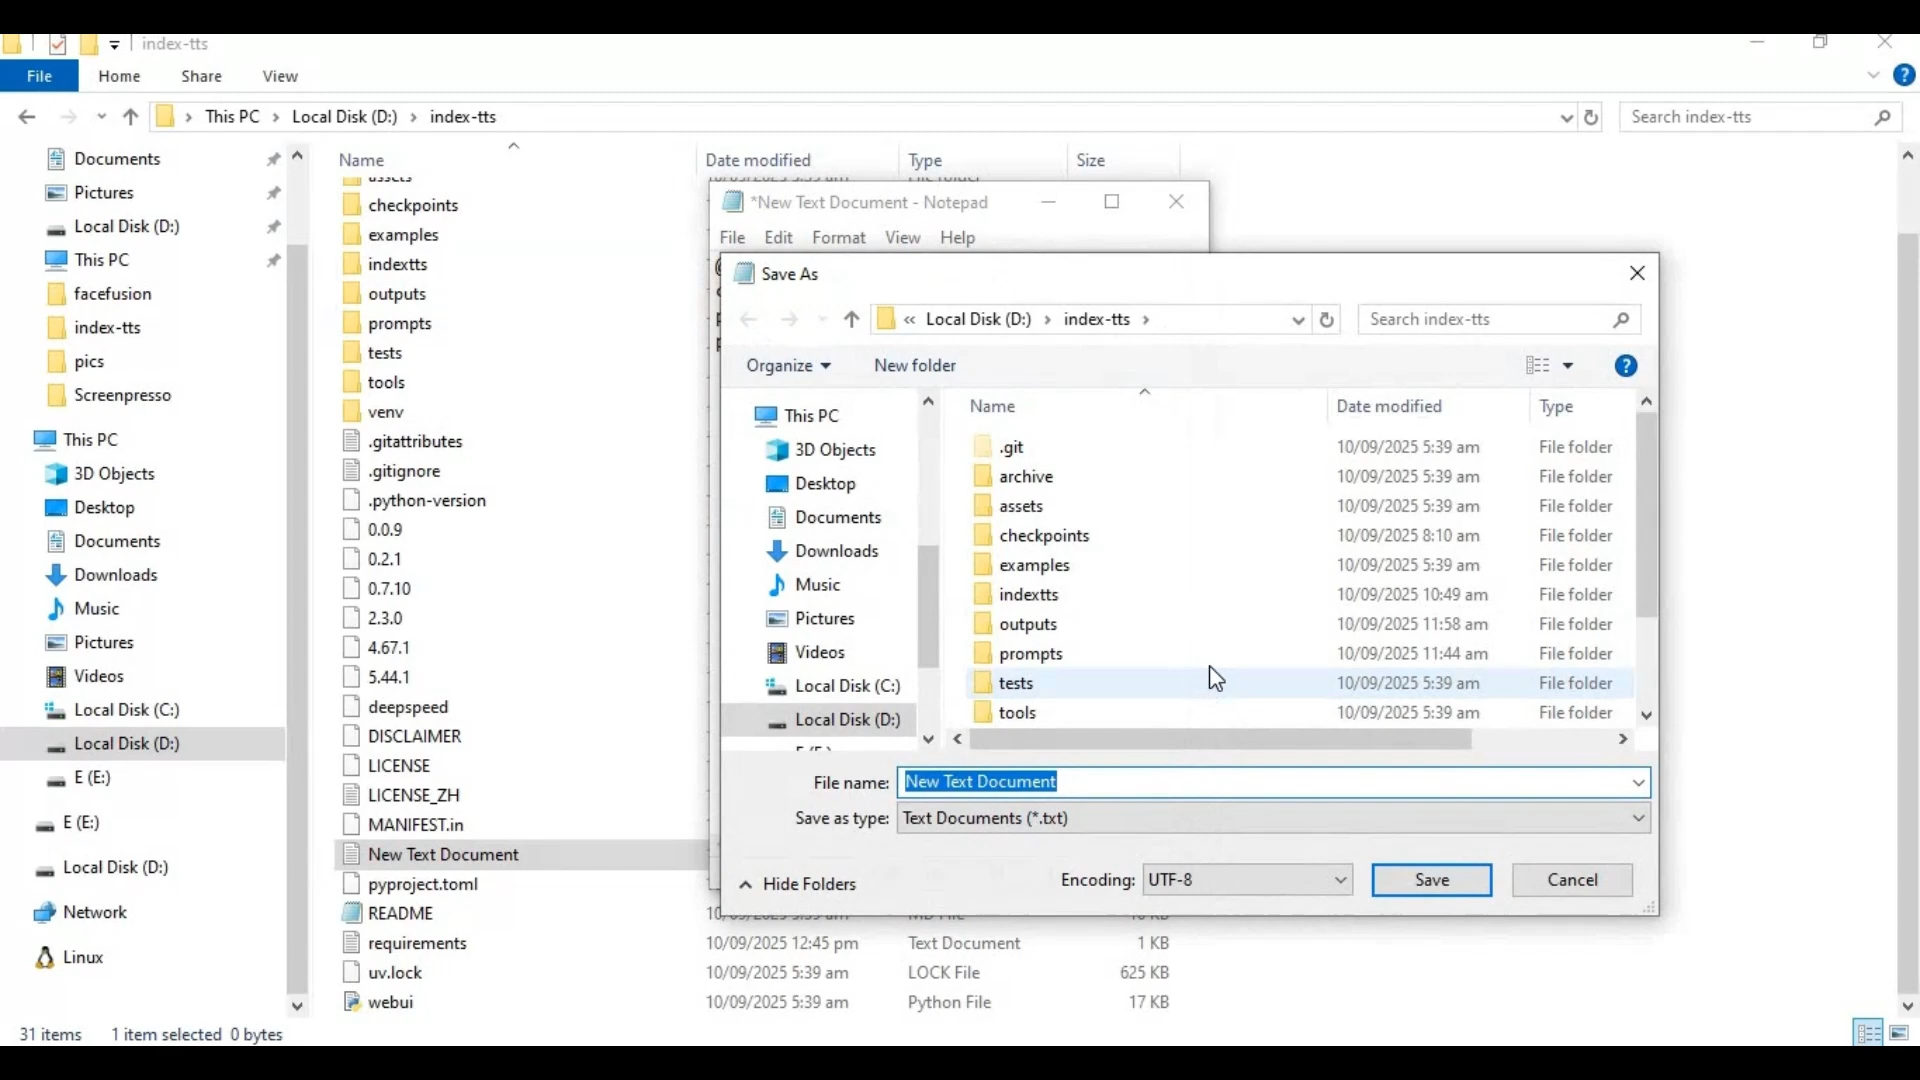 index-tts
File Home Share View
This PC Local Disk (D:) index-tts
Search index-tts
Documents
Pictures
Local Disk (D:)
This PC
facefusion
index-tts
pics
Screenpresso
This PC
3D Objects
Desktop
Documents
Downloads
Music
Pictures
Videos
Local Disk (C:)
Local Disk (D:)
E (E:)
E (E:)
Local Disk (D:)
Network
Linux
Name Date modified Type Size
assets
checkpoints
examples
indextts
outputs
prompts
tests
tools
venv
.gitattributes
.gitignore
.python-version
0.0.9
0.2.1
0.7.10
2.3.0
4.67.1
5.44.1
deepspeed
DISCLAIMER
LICENSE
LICENSE_ZH
MANIFEST.in
New Text Document
pyproject.toml
README
requirements 10/09/2025 12:45 pm Text Document 1 KB
uv.lock 10/09/2025 5:39 am LOCK File 625 KB
webui 10/09/2025 5:39 am Python File 17 KB
*New Text Document - Notepad
File Edit Format View Help
Save As
« Local Disk (D:) index-tts
Search index-tts
Organize New folder
This PC
3D Objects
Desktop
Documents
Downloads
Music
Pictures
Videos
Local Disk (C:)
Local Disk (D:)
Name Date modified Type
.git 10/09/2025 5:39 am File folder
archive 10/09/2025 5:39 am File folder
assets 10/09/2025 5:39 am File folder
checkpoints 10/09/2025 8:10 am File folder
examples 10/09/2025 5:39 am File folder
indextts 10/09/2025 10:49 am File folder
outputs 10/09/2025 11:58 am File folder
prompts 10/09/2025 11:44 am File folder
tests 10/09/2025 5:39 am File folder
tools 10/09/2025 5:39 am File folder
File name: New Text Document
Save as type: Text Documents (*.txt)
Hide Folders Encoding: UTF-8 Save Cancel
31 items 1 item selected 0 bytes